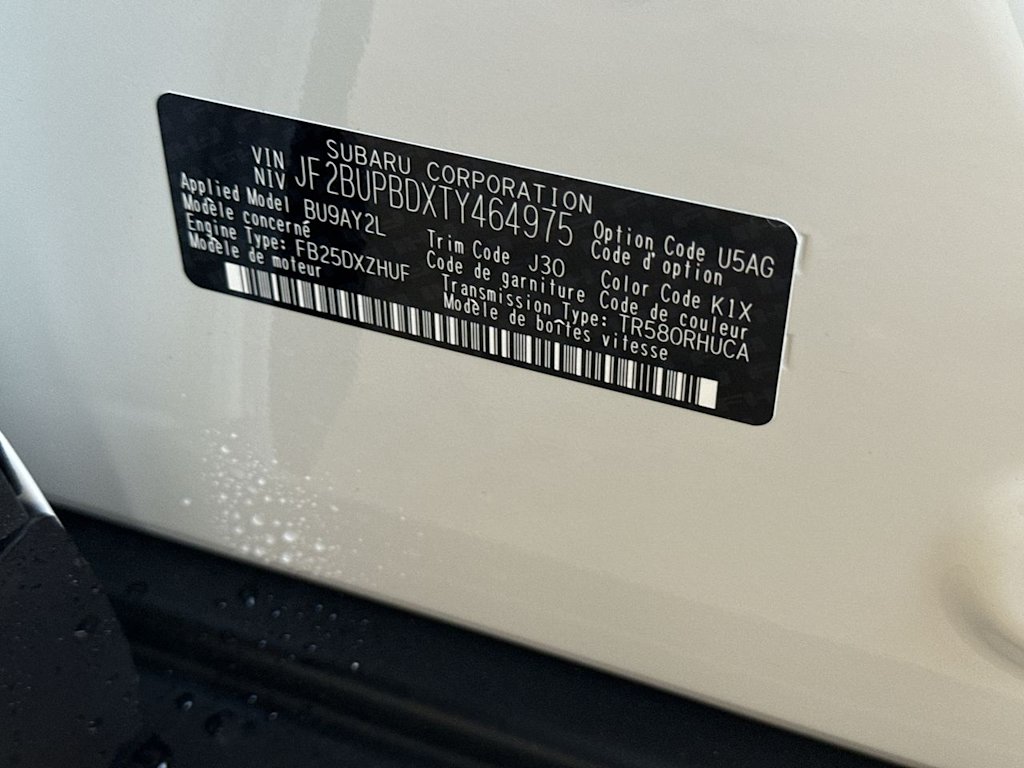 SUBARU CORPORATION
VIN
NIV JF2BUPBDXTY464975
Applied Model BU9AY2L
Modèle concerné
Option Code U5AG
Code d'option
Trim Code J30
Code de garniture
Color Code K1X
Code de couleur
Engine Type: FB25DXZHUF
Modèle de moteur
Transmission Type: TR580RHUCA
Modèle de boîtes vitesse